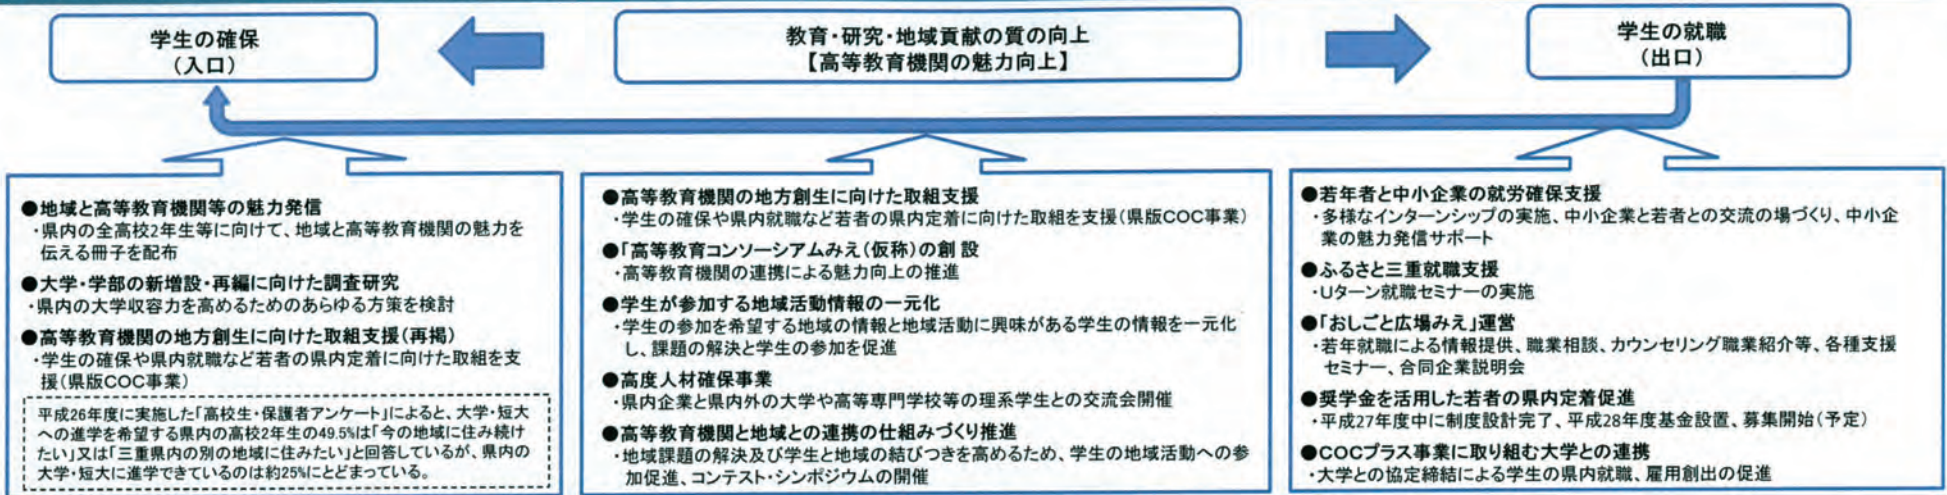 学生の確保
(入口)
教育・研究・地域貢献の質の向上
【高等教育機関の魅力向上】
学生の就職
(出口)
●地域と高等教育機関等の魅力発信
・県内の全高校2年生等に向けて、地域と高等教育機関の魅力を
伝える冊子を配布
●大学・学部の新増設・再編に向けた調査研究
・県内の大学収容力を高めるためのあらゆる方策を検討
●高等教育機関の地方創生に向けた取組支援(再掲)
・学生の確保や県内就職など若者の県内定着に向けた取組を支
援(県版COC事業)
平成26年度に実施した「高校生・保護者アンケート」によると、大学・短大
への進学を希望する県内の高校2年生の49.5%は「今の地域に住み続け
たい」又は「三重県内の別の地域に住みたい」と回答しているが、県内の
大学・短大に進学できているのは約25%にとどまっている。
●高等教育機関の地方創生に向けた取組支援
・学生の確保や県内就職など若者の県内定着に向けた取組を支援(県版COC事業)
●「高等教育コンソーシアムみえ(仮称)の創設
・高等教育機関の連携による魅力向上の推進
●学生が参加する地域活動情報の一元化
・学生の参加を希望する地域の情報と地域活動に興味がある学生の情報を一元化
し、課題の解決と学生の参加を促進
●高度人材確保事業
・県内企業と県内外の大学や高等専門学校等の理系学生との交流会開催
●高等教育機関と地域との連携の仕組みづくり推進
・地域課題の解決及び学生と地域の結びつきを高めるため、学生の地域活動への参
加促進、コンテスト・シンポジウムの開催
●若年者と中小企業の就労確保支援
・多様なインターンシップの実施、中小企業と若者との交流の場づくり、中小企
業の魅力発信サポート
●ふるさと三重就職支援
・Uターン就職セミナーの実施
●「おしごと広場みえ」運営
・若年就職による情報提供、職業相談、カウンセリング職業紹介等、各種支援
セミナー、合同企業説明会
●奨学金を活用した若者の県内定着促進
・平成27年度中に制度設計完了、平成28年度基金設置、募集開始(予定)
●COCプラス事業に取り組む大学との連携
・大学との協定締結による学生の県内就職、雇用創出の促進